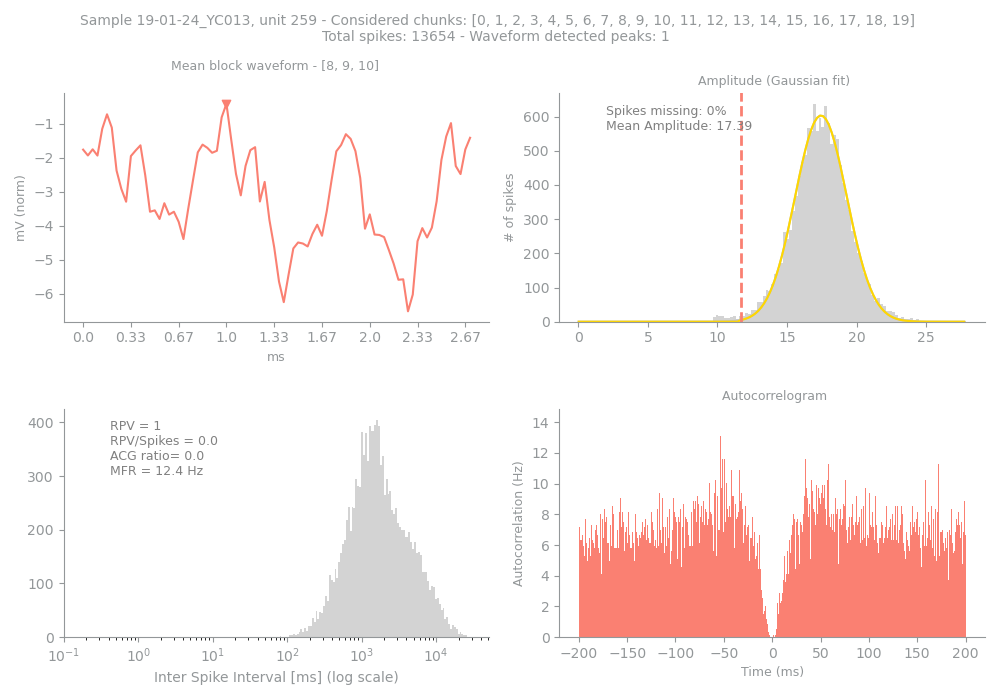 Sample 19-01-24_YC013, unit 259 - Considered chunks: [0, 1, 2, 3, 4, 5, 6, 7, 8, 9, 10, 11, 12, 13, 14, 15, 16, 17, 18, 19]
Total spikes: 13654 - Waveform detected peaks: 1
Mean block waveform - [8, 9, 10]
mV (norm)
−1
−2
−3
−4
−5
−6
0.0 0.33 0.67 1.0 1.33 1.67 2.0 2.33 2.67
ms
Amplitude (Gaussian fit)
Spikes missing: 0%
Mean Amplitude: 17.39
# of spikes
600
500
400
300
200
100
0
0 5 10 15 20 25
RPV = 1
RPV/Spikes = 0.0
ACG ratio= 0.0
MFR = 12.4 Hz
400
300
200
100
0
10⁻¹ 10⁰ 10¹ 10² 10³ 10⁴
Inter Spike Interval [ms] (log scale)
Autocorrelogram
Autocorrelation (Hz)
14
12
10
8
6
4
2
0
−200 −150 −100 −50 0 50 100 150 200
Time (ms)